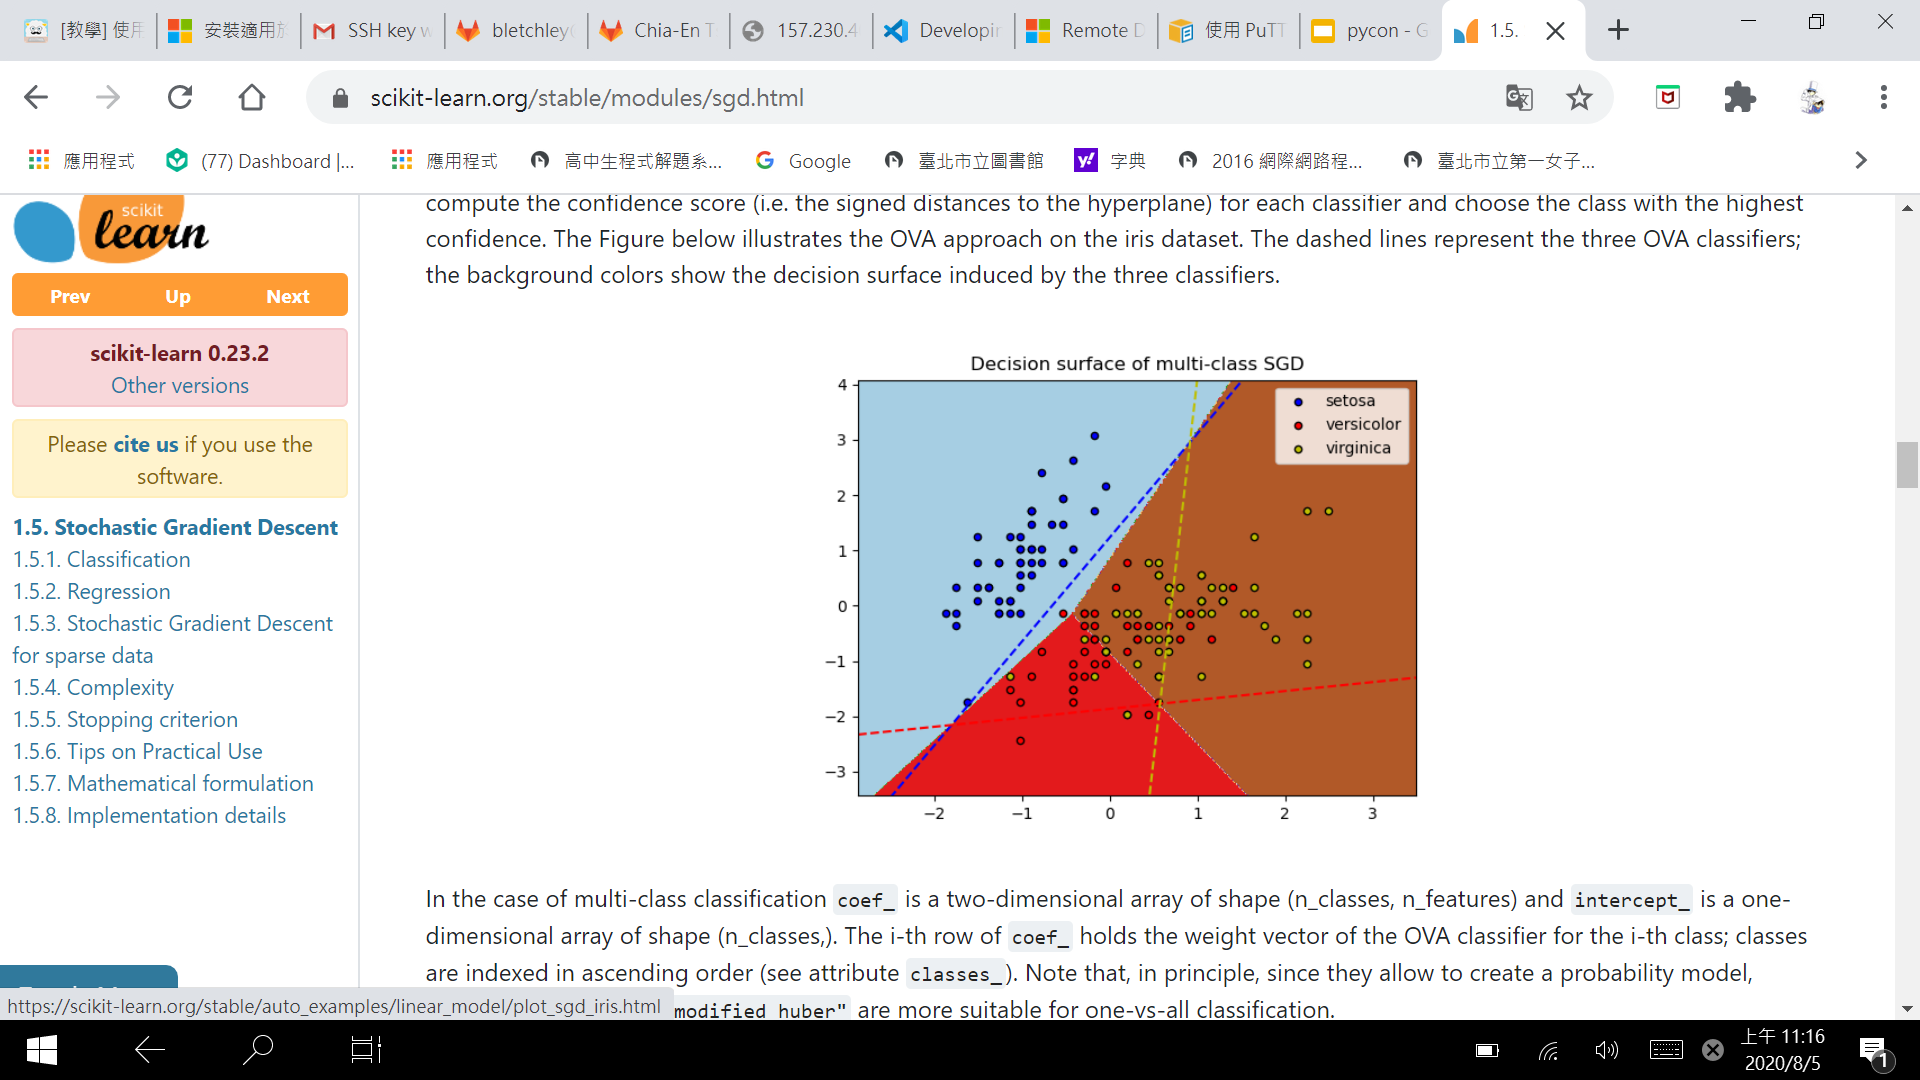 [教學] 使用
安裝適用於
SSH key w
bletchley
Chia-En T
157.230.4
Developin
Remote D
使用 PuTT
pycon - G
1.5.
scikit-learn.org/stable/modules/sgd.html
應用程式
(77) Dashboard |...
應用程式
高中生程式解題系...
Google
臺北市立圖書館
字典
2016 網際網路程...
臺北市立第一女子...
scikit
learn
Prev Up Next
scikit-learn 0.23.2
Other versions
Please cite us if you use the
software.
1.5. Stochastic Gradient Descent
1.5.1. Classification
1.5.2. Regression
1.5.3. Stochastic Gradient Descent
for sparse data
1.5.4. Complexity
1.5.5. Stopping criterion
1.5.6. Tips on Practical Use
1.5.7. Mathematical formulation
1.5.8. Implementation details
compute the confidence score (i.e. the signed distances to the hyperplane) for each classifier and choose the class with the highest
confidence. The Figure below illustrates the OVA approach on the iris dataset. The dashed lines represent the three OVA classifiers;
the background colors show the decision surface induced by the three classifiers.
Decision surface of multi-class SGD
setosa
versicolor
virginica
4
3
2
1
0
−1
−2
−3
−2 −1 0 1 2 3
In the case of multi-class classification coef_ is a two-dimensional array of shape (n_classes, n_features) and intercept_ is a one-
dimensional array of shape (n_classes,). The i-th row of coef_ holds the weight vector of the OVA classifier for the i-th class; classes
are indexed in ascending order (see attribute classes_). Note that, in principle, since they allow to create a probability model,
modified_huber" are more suitable for one-vs-all classification.
https://scikit-learn.org/stable/auto_examples/linear_model/plot_sgd_iris.html
上午 11:16
2020/8/5
1